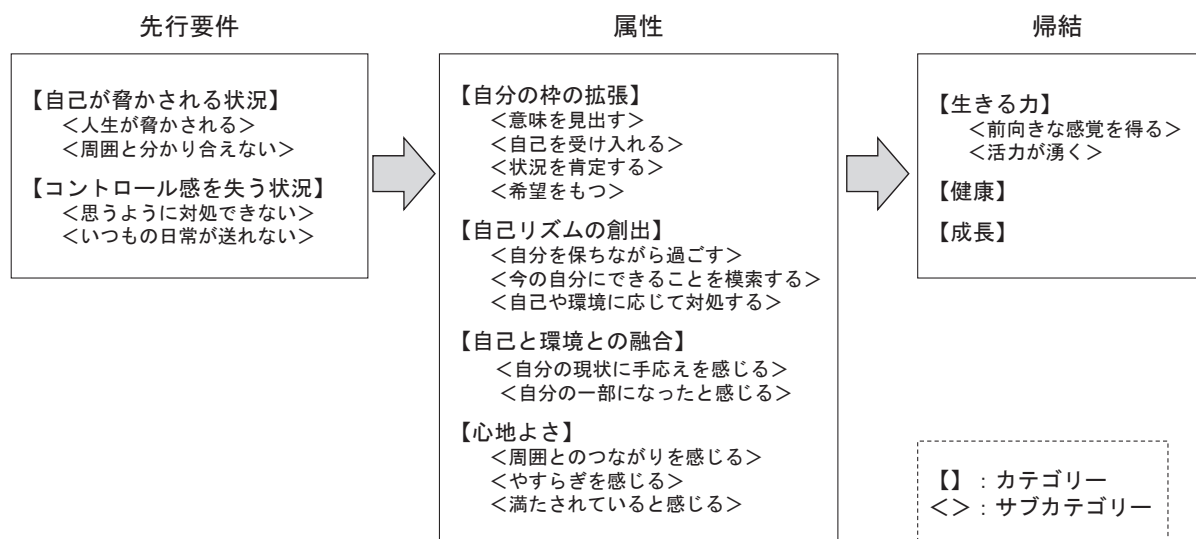 先行要件
【自己が脅かされる状況】
＜人生が脅かされる＞
＜周囲と分かり合えない＞
【コントロール感を失う状況】
＜思うように対処できない＞
＜いつもの日常が送れない＞
属性
【自分の枠の拡張】
＜意味を見出す＞
＜自己を受け入れる＞
＜状況を肯定する＞
＜希望をもつ＞
【自己リズムの創出】
＜自分を保ちながら過ごす＞
＜今の自分にできることを模索する＞
＜自己や環境に応じて対処する＞
【自己と環境との融合】
＜自分の現状に手応えを感じる＞
＜自分の一部になったと感じる＞
【心地よさ】
＜周囲とのつながりを感じる＞
＜やすらぎを感じる＞
＜満たされていると感じる＞
帰結
【生きる力】
＜前向きな感覚を得る＞
＜活力が湧く＞
【健康】
【成長】
【】：カテゴリー
＜＞：サブカテゴリー